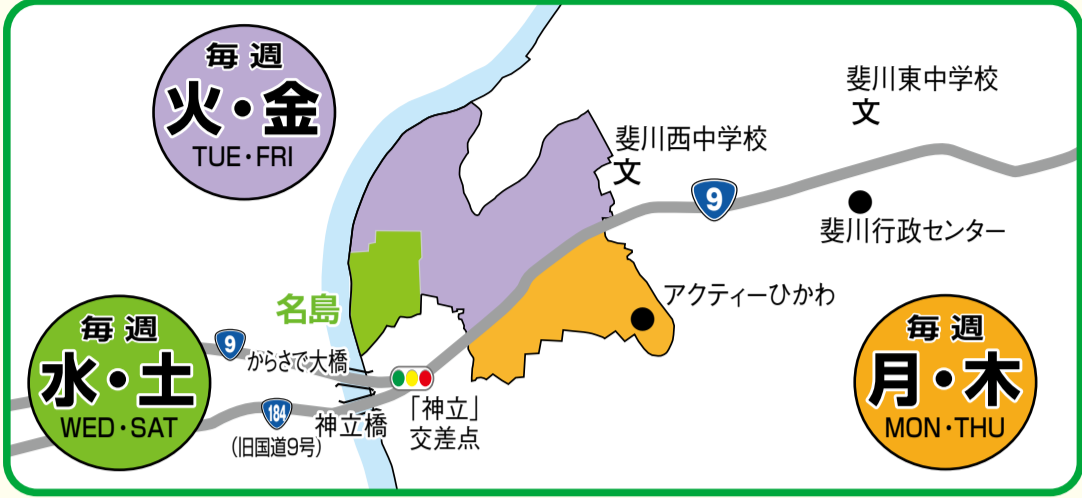 毎週
火・金
TUE・FRI
斐川東中学校
文
斐川西中学校
文
9
斐川行政センター
アクティーひかわ
名島
毎週
水・土
WED・SAT
9
からさで大橋
184
(旧国道9号)
神立橋
「神立」
交差点
毎週
月・木
MON・THU